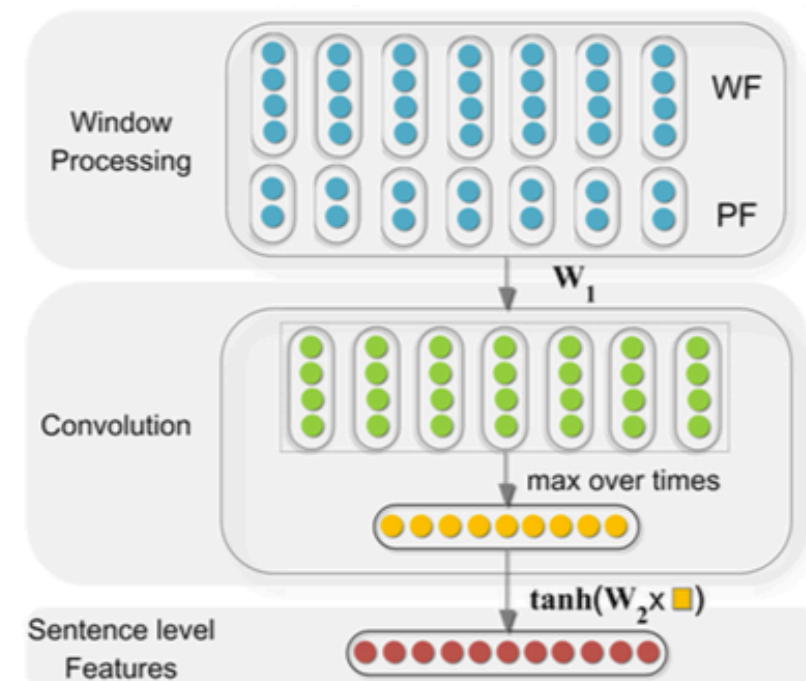 WF
Window
Processing
PF
W₁
Convolution
max over times
tanh(W₂x )
Sentence level
Features